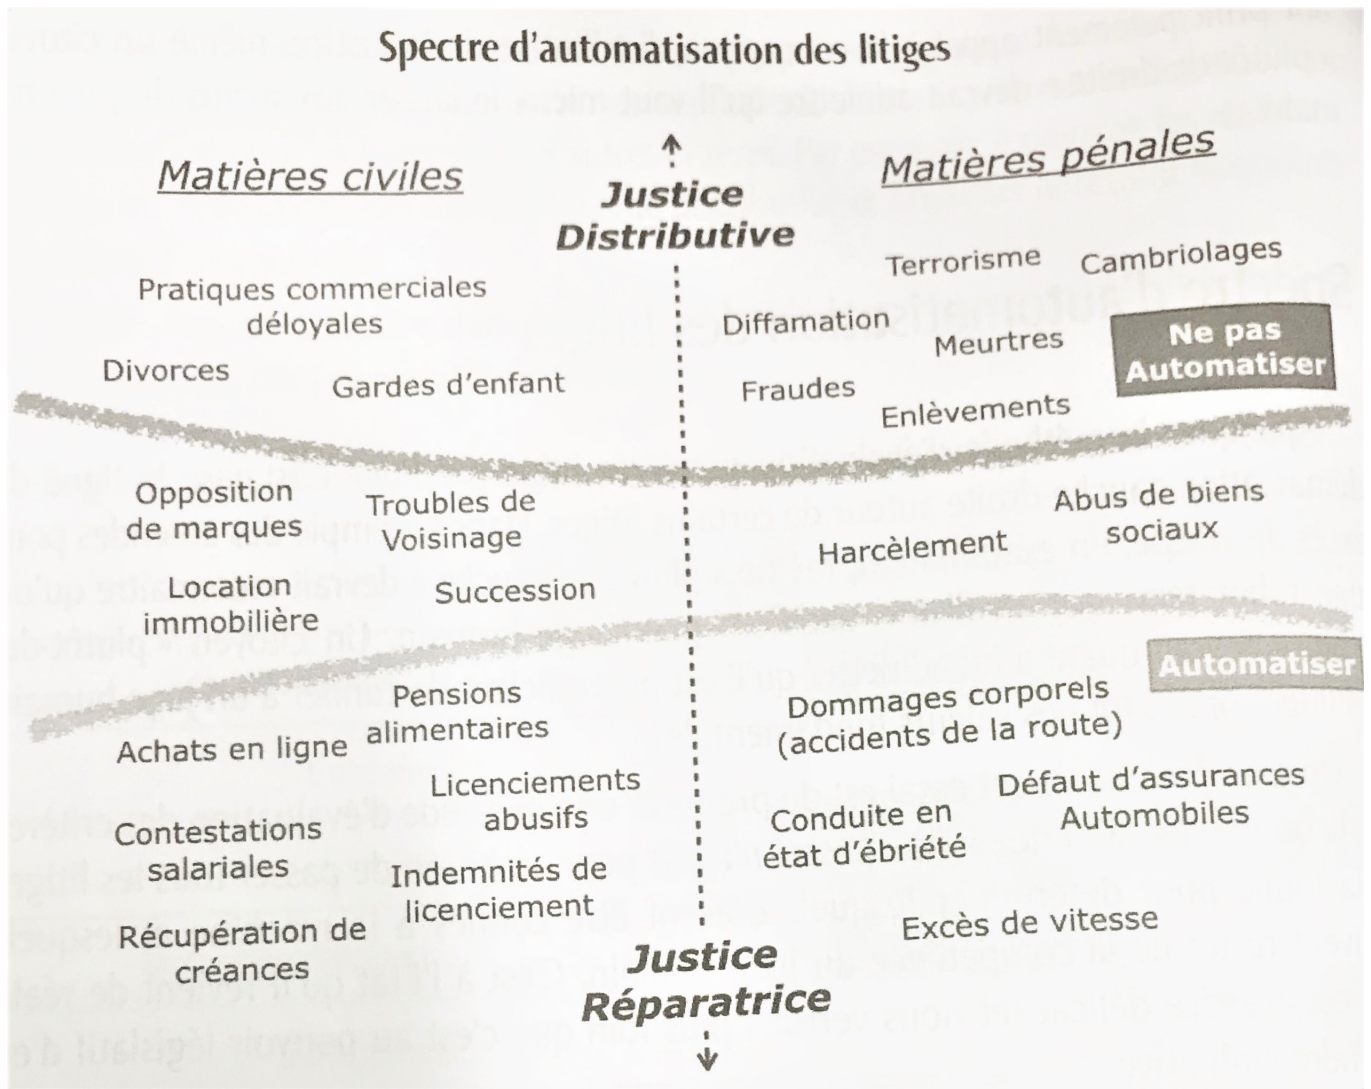 Spectre d'automatisation des litiges
Matières civiles
Matières pénales
Justice
Distributive
Pratiques commerciales
déloyales
Divorces
Gardes d'enfant
Terrorisme
Cambriolages
Diffamation
Meurtres
Fraudes
Enlèvements
Ne pas
Automatiser
Opposition
de marques
Troubles de
Voisinage
Location
immobilière
Succession
Harcèlement
Abus de biens
sociaux
Automatiser
Pensions
alimentaires
Achats en ligne
Licenciements
abusifs
Contestations
salariales
Indemnités de
licenciement
Récupération de
créances
Dommages corporels
(accidents de la route)
Défaut d'assurances
Automobiles
Conduite en
état d'ébriété
Excès de vitesse
Justice
Réparatrice